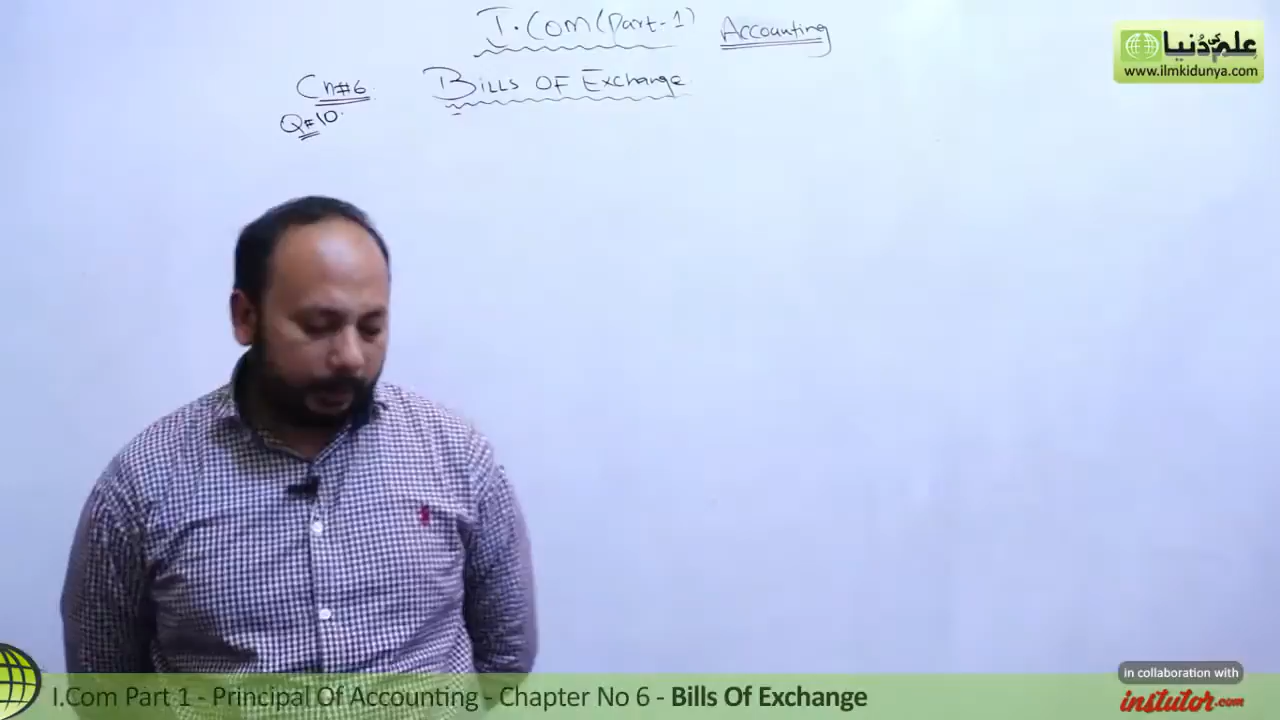 I.Com (Part-1) Accounting
Ch#6 Bills Of Exchange
Q#10
علم کی دُنیا
www.ilmkidunya.com
in collaboration with
instutor.com
I.Com Part 1 - Principal Of Accounting - Chapter No 6 - Bills Of Exchange